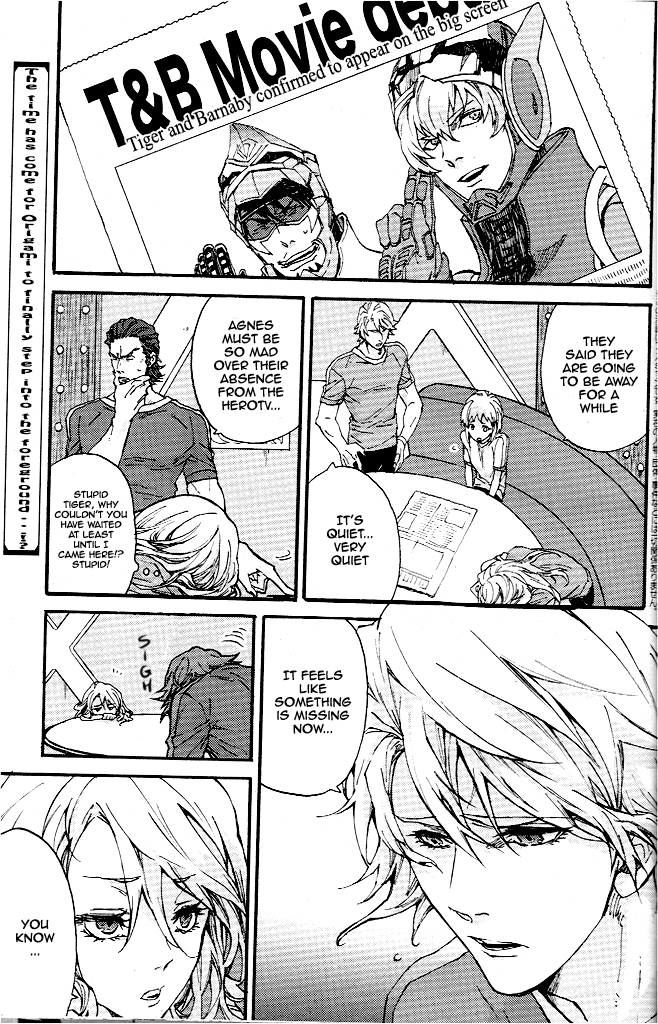 T&B Movie debu
Tiger and Barnaby confirmed to appear on the big screen
The time has come for Origami to finally step into the foreground
THEY
SAID THEY
ARE GOING
TO BE AWAY
FOR A
WHILE
IT'S
QUIET...
VERY
QUIET
AGNES
MUST BE
SO MAD
OVER THEIR
ABSENCE
FROM THE
HEROTV...
STUPID
TIGER, WHY
COULDN'T YOU
HAVE WAITED
AT LEAST
UNTIL I
CAME HERE!?
STUPID!
SIGH
IT FEELS
LIKE
SOMETHING
IS MISSING
NOW...
YOU
KNOW
...